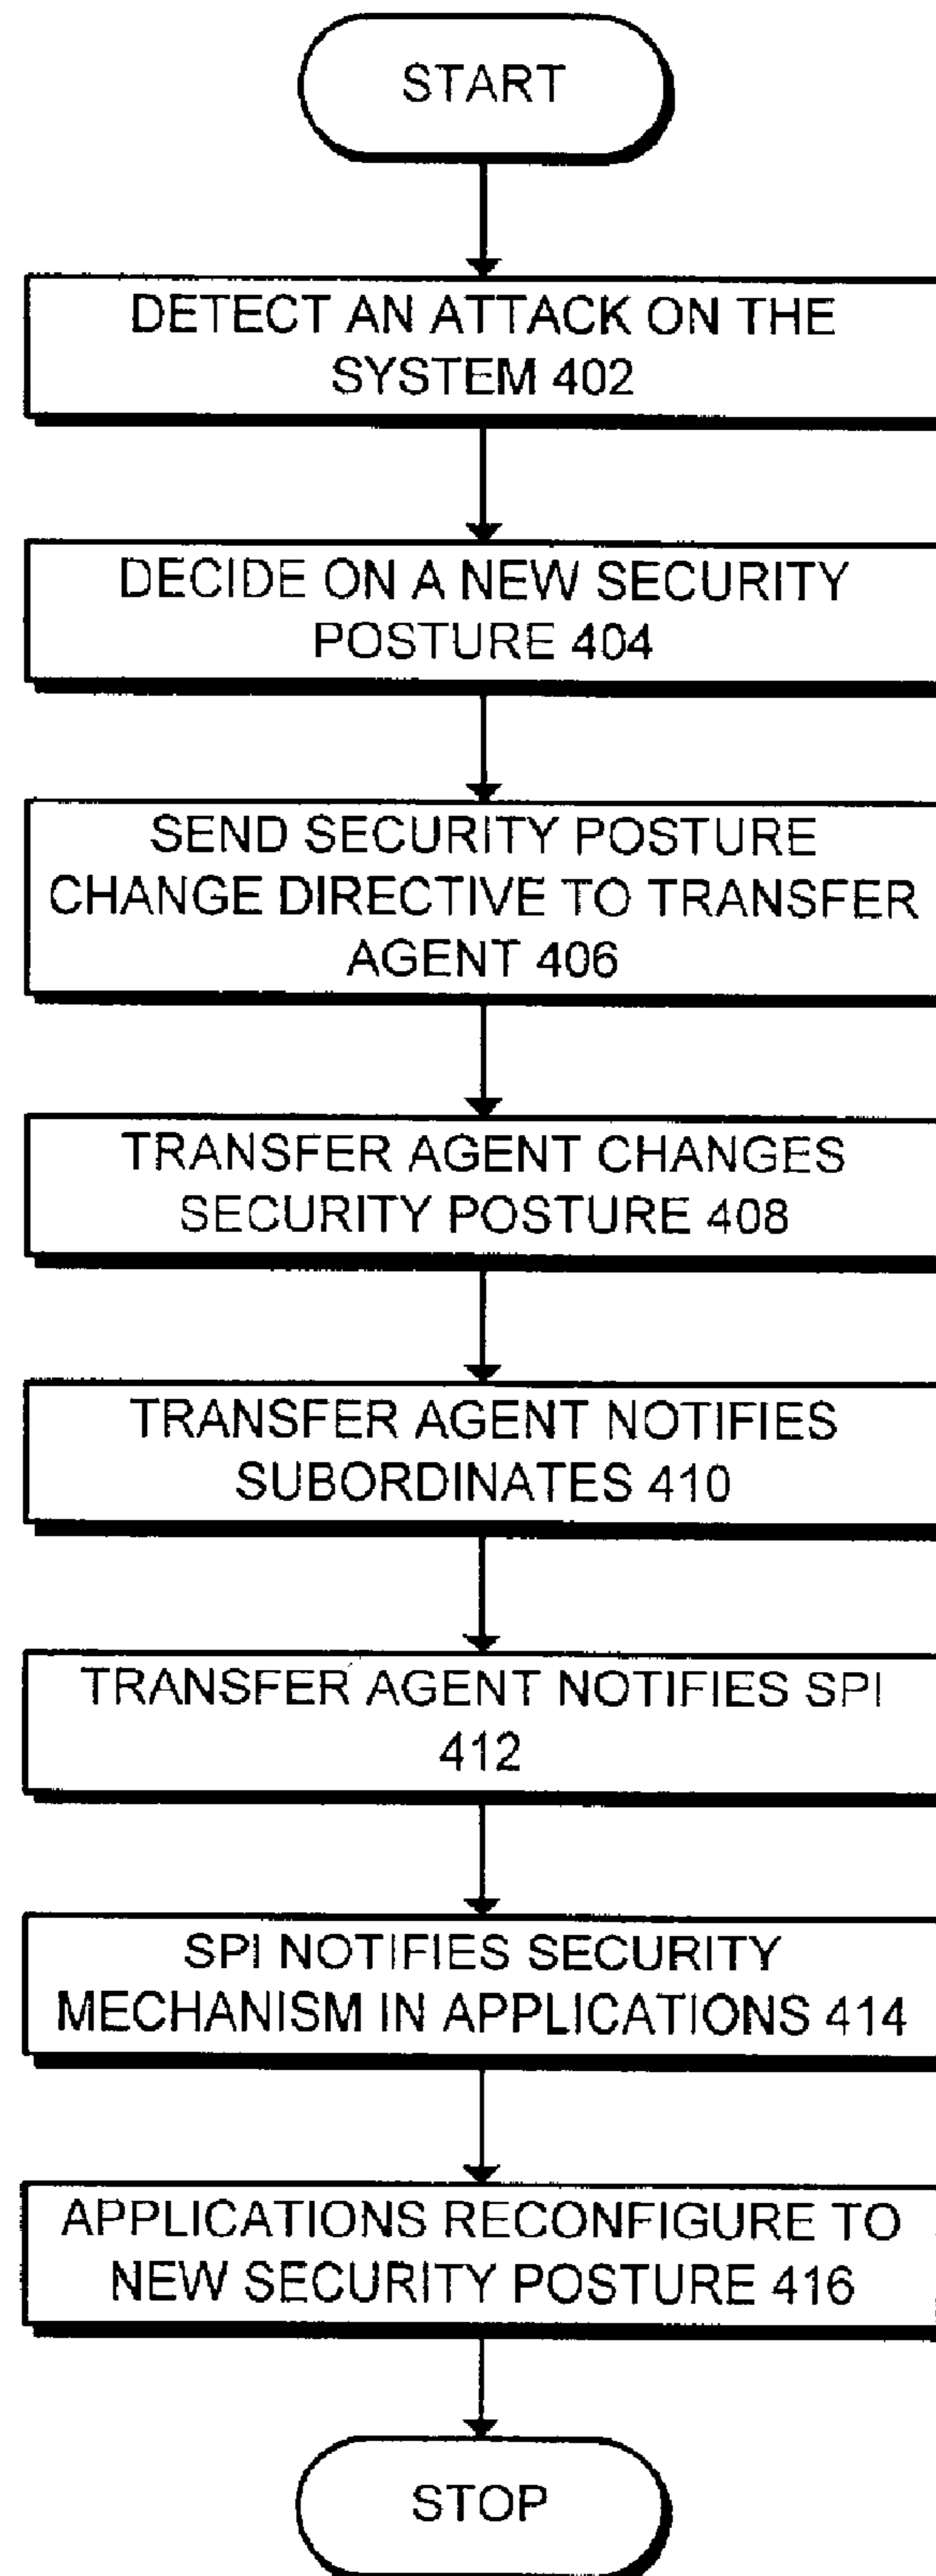 START
DETECT AN ATTACK ON THE
SYSTEM 402
DECIDE ON A NEW SECURITY
POSTURE 404
SEND SECURITY POSTURE
CHANGE DIRECTIVE TO TRANSFER
AGENT 406
TRANSFER AGENT CHANGES
SECURITY POSTURE 408
TRANSFER AGENT NOTIFIES
SUBORDINATES 410
TRANSFER AGENT NOTIFIES SPI
412
SPI NOTIFIES SECURITY
MECHANISM IN APPLICATIONS 414
APPLICATIONS RECONFIGURE TO
NEW SECURITY POSTURE 416
STOP